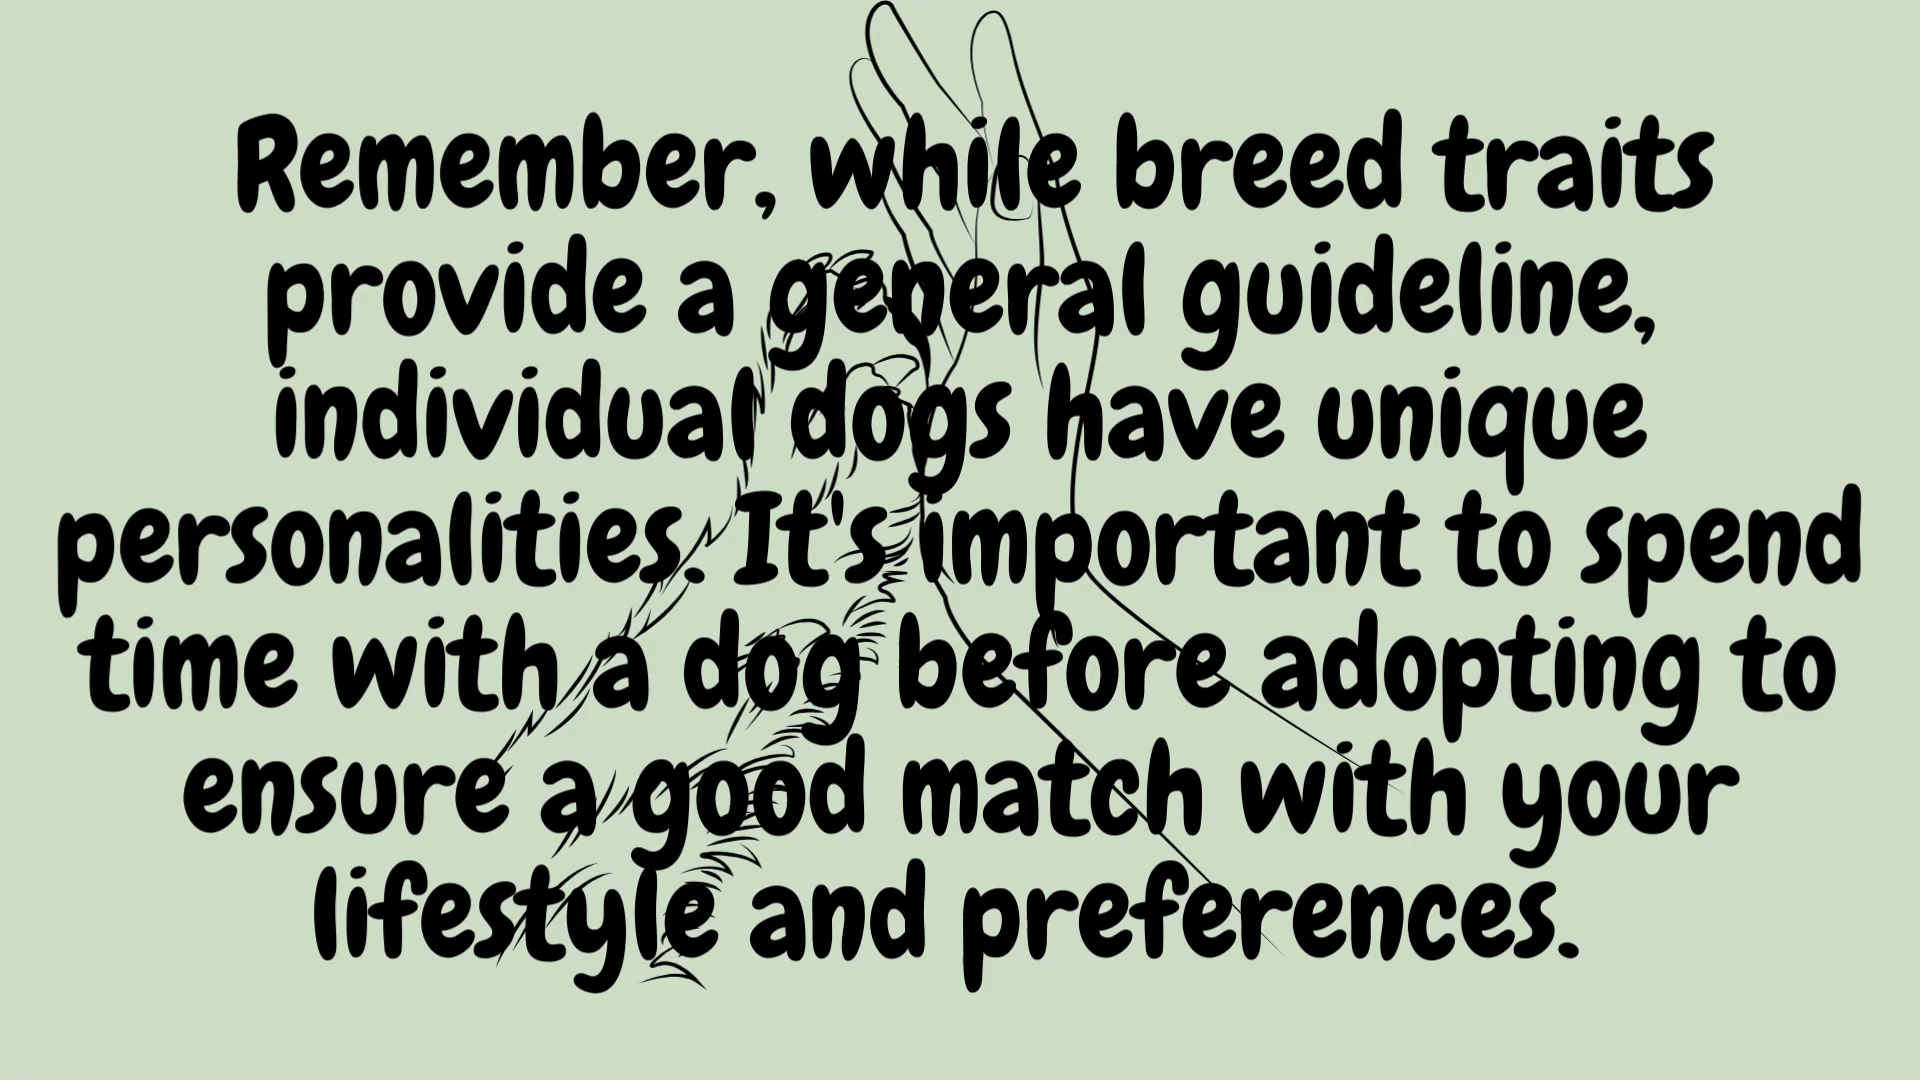 Remember, while breed traits
provide a general guideline,
individual dogs have unique
personalities. It's important to spend
time with a dog before adopting to
ensure a good match with your
lifestyle and preferences.